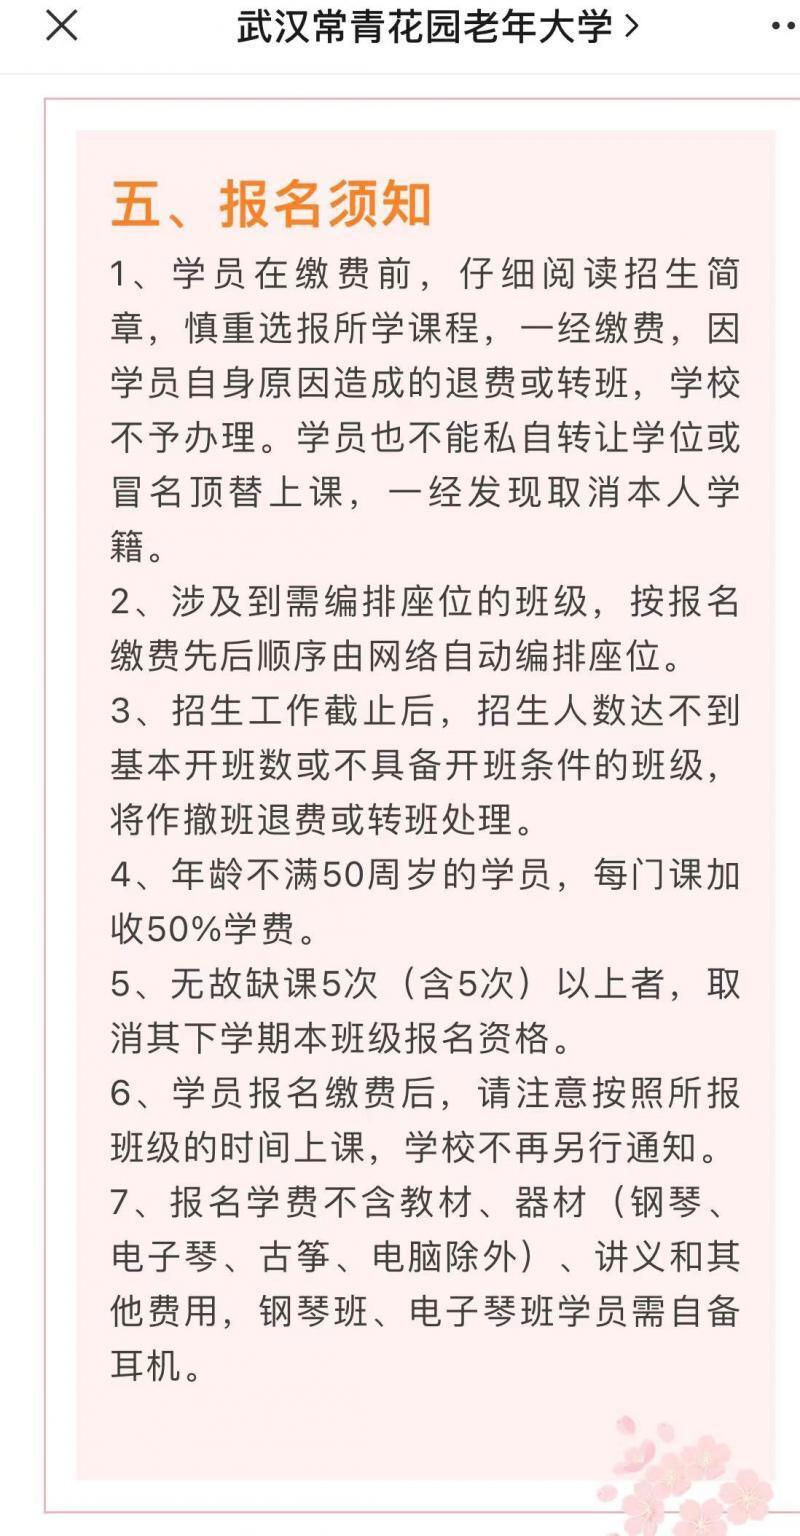 武汉常青花园老年大学
五、报名须知
1、学员在缴费前，仔细阅读招生简
章，慎重选报所学课程，一经缴费，因
学员自身原因造成的退费或转班，学校
不予办理。学员也不能私自转让学位或
冒名顶替上课，一经发现取消本人学
籍。
2、涉及到需编排座位的班级，按报名
缴费先后顺序由网络自动编排座位。
3、招生工作截止后，招生人数达不到
基本开班数或不具备开班条件的班级，
将作撤班退费或转班处理。
4、年龄不满50周岁的学员，每门课加
收50%学费。
5、无故缺课5次（含5次）以上者，取
消其下学期本班级报名资格。
6、学员报名缴费后，请注意按照所报
班级的时间上课，学校不再另行通知。
7、报名学费不含教材、器材（钢琴、
电子琴、古筝、电脑除外）、讲义和其
他费用，钢琴班、电子琴班学员需自备
耳机。